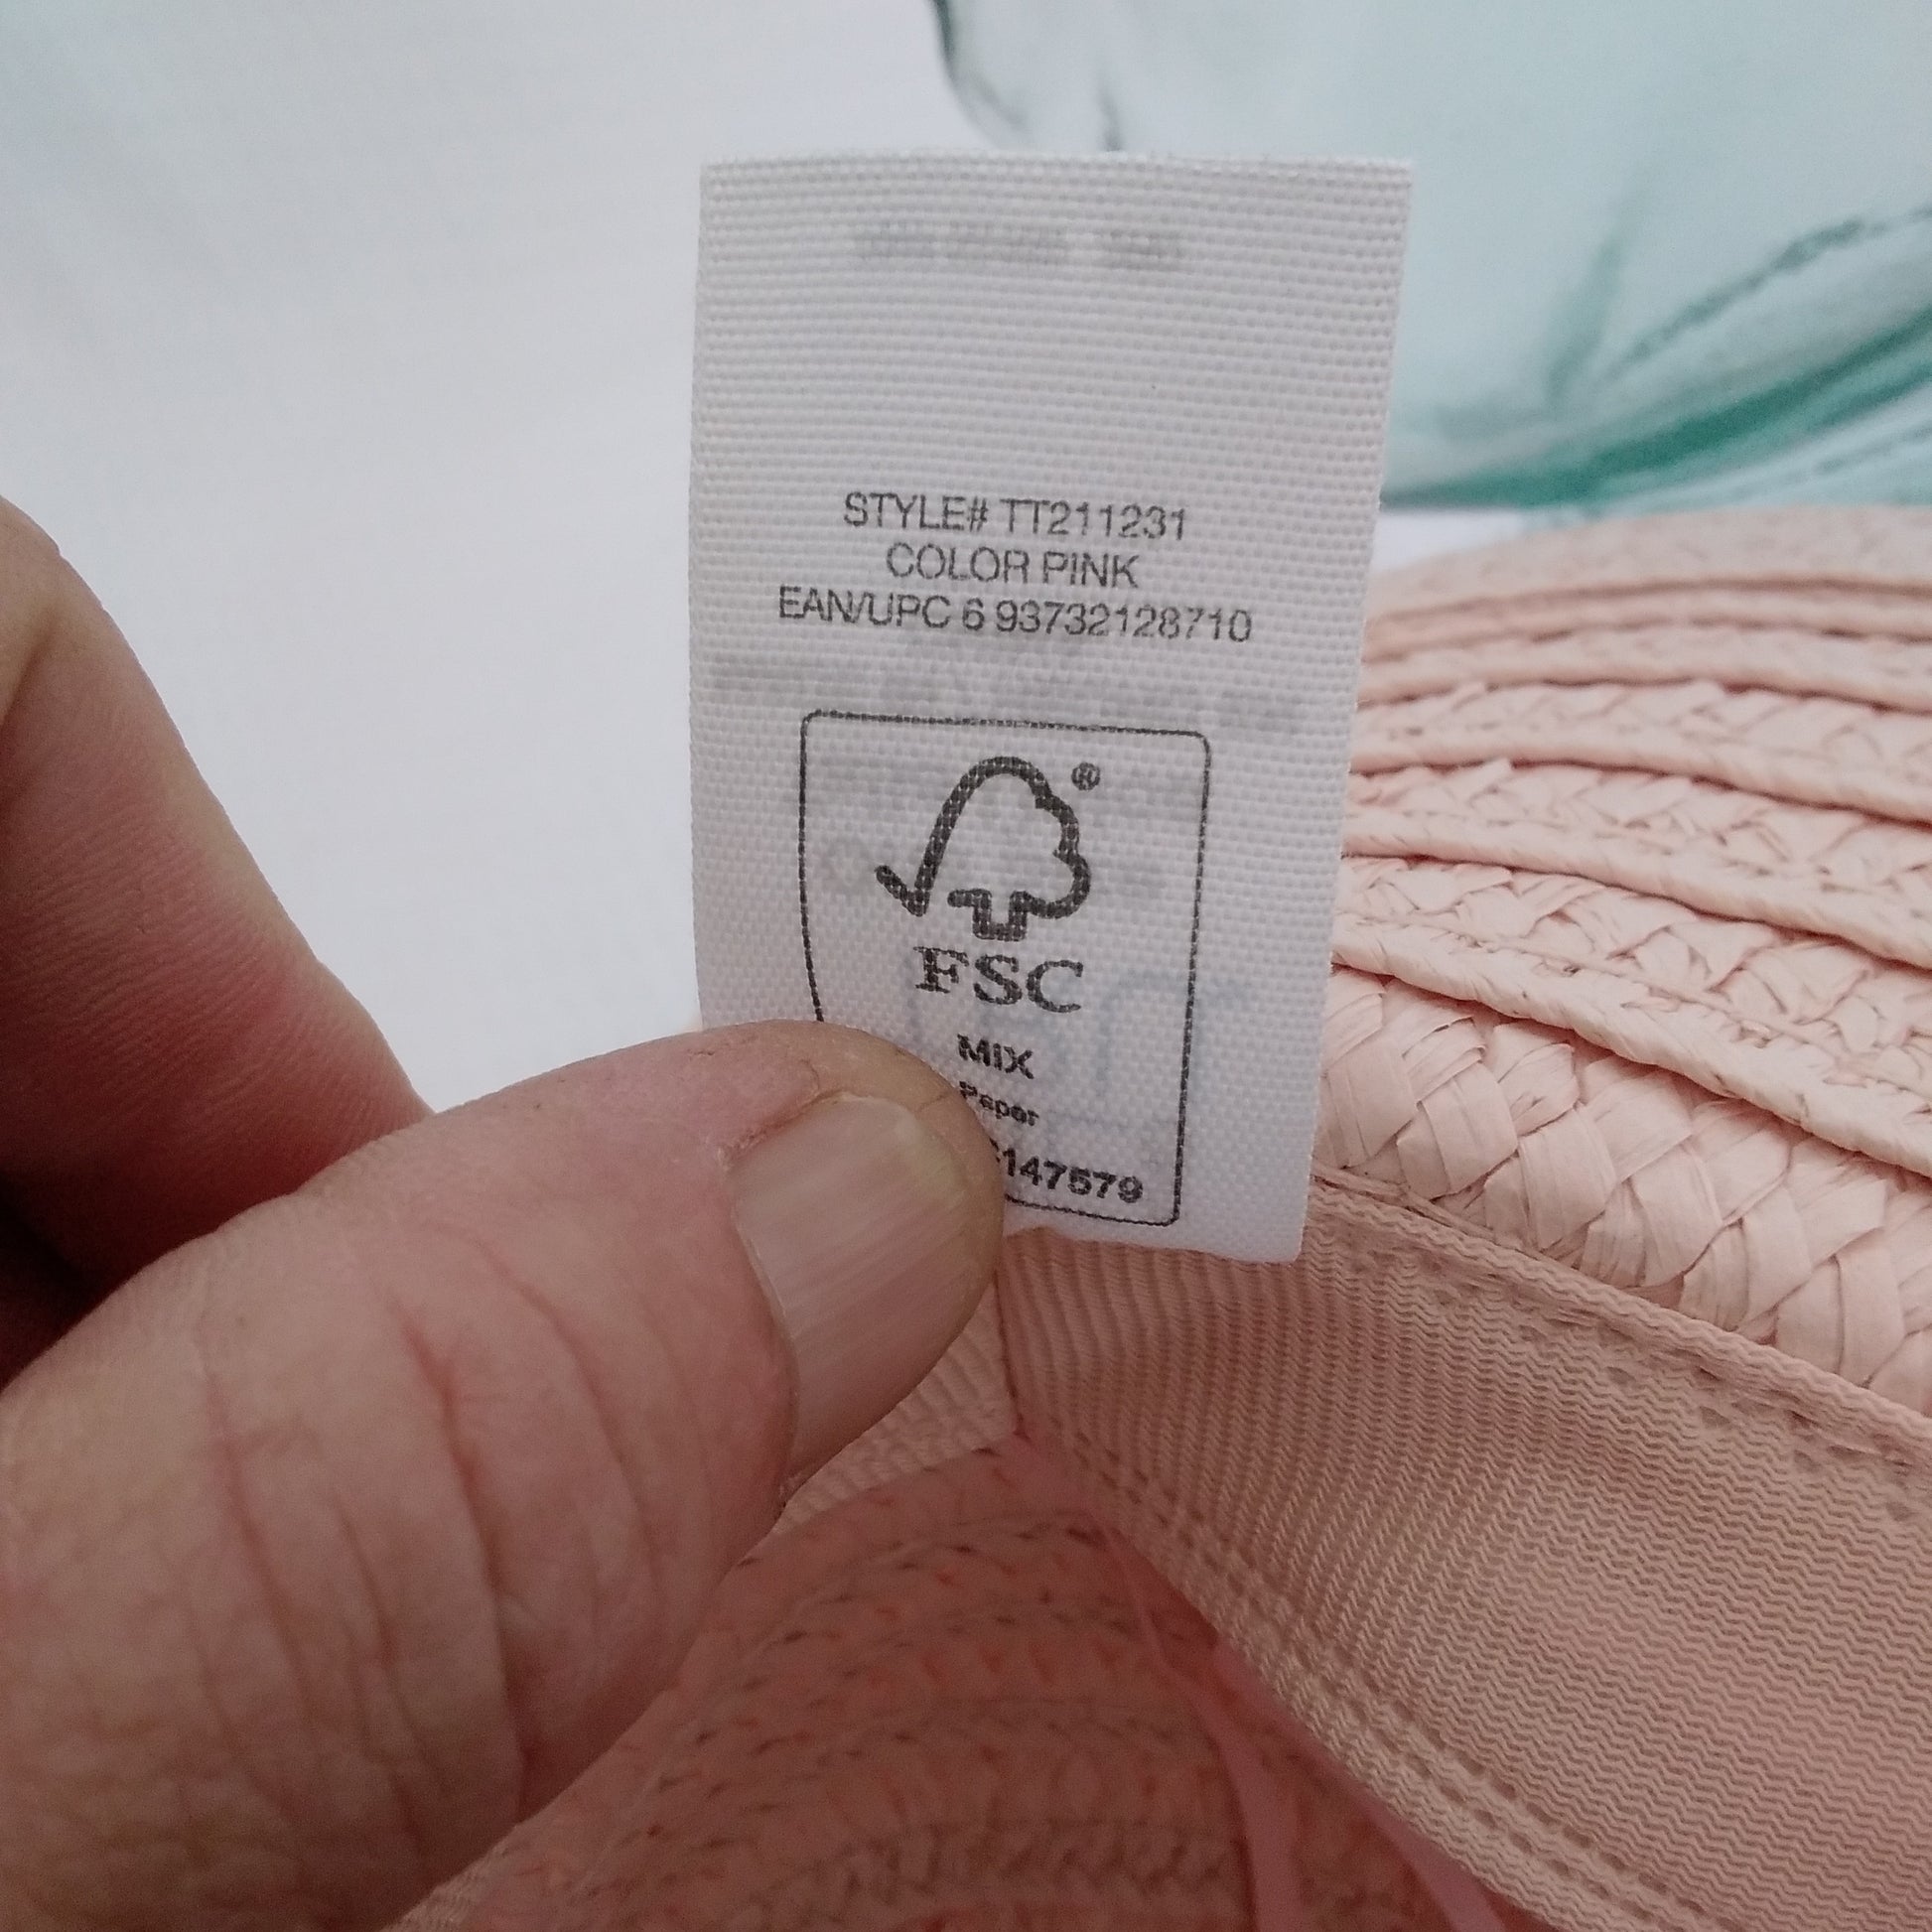 STYLE# TT211231
COLOR PINK
EAN/UPC 6 93732128710
®
FSC
MIX
Paper
147579